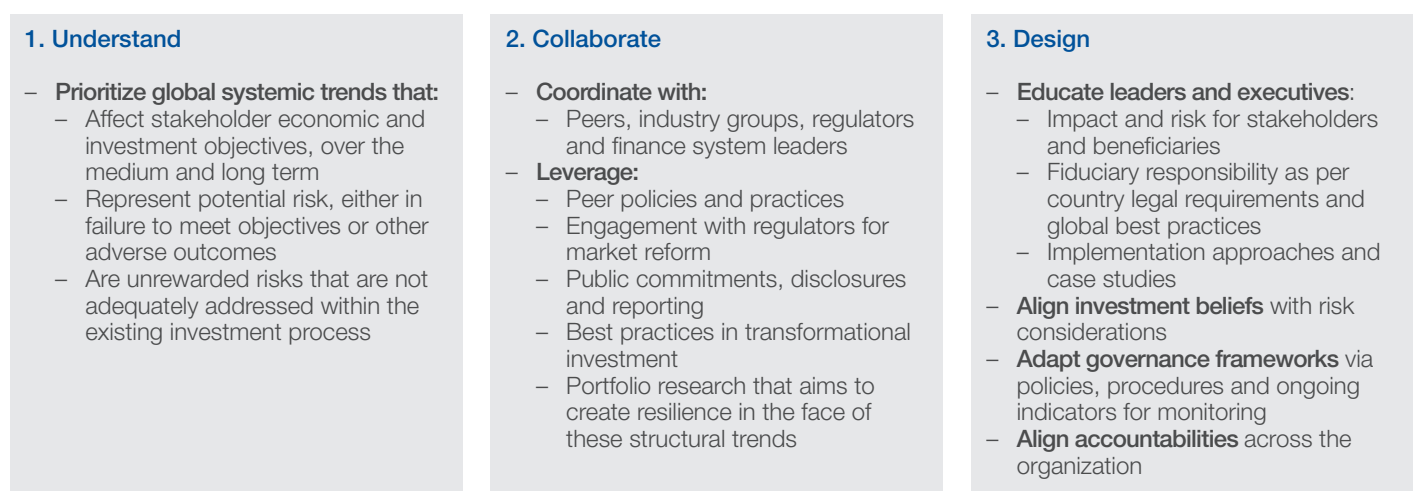 1. Understand
– Prioritize global systemic trends that:
– Affect stakeholder economic and
investment objectives, over the
medium and long term
– Represent potential risk, either in
failure to meet objectives or other
adverse outcomes
– Are unrewarded risks that are not
adequately addressed within the
existing investment process
2. Collaborate
– Coordinate with:
– Peers, industry groups, regulators
and finance system leaders
– Leverage:
– Peer policies and practices
– Engagement with regulators for
market reform
– Public commitments, disclosures
and reporting
– Best practices in transformational
investment
– Portfolio research that aims to
create resilience in the face of
these structural trends
3. Design
– Educate leaders and executives:
– Impact and risk for stakeholders
and beneficiaries
– Fiduciary responsibility as per
country legal requirements and
global best practices
– Implementation approaches and
case studies
– Align investment beliefs with risk
considerations
– Adapt governance frameworks via
policies, procedures and ongoing
indicators for monitoring
– Align accountabilities across the
organization